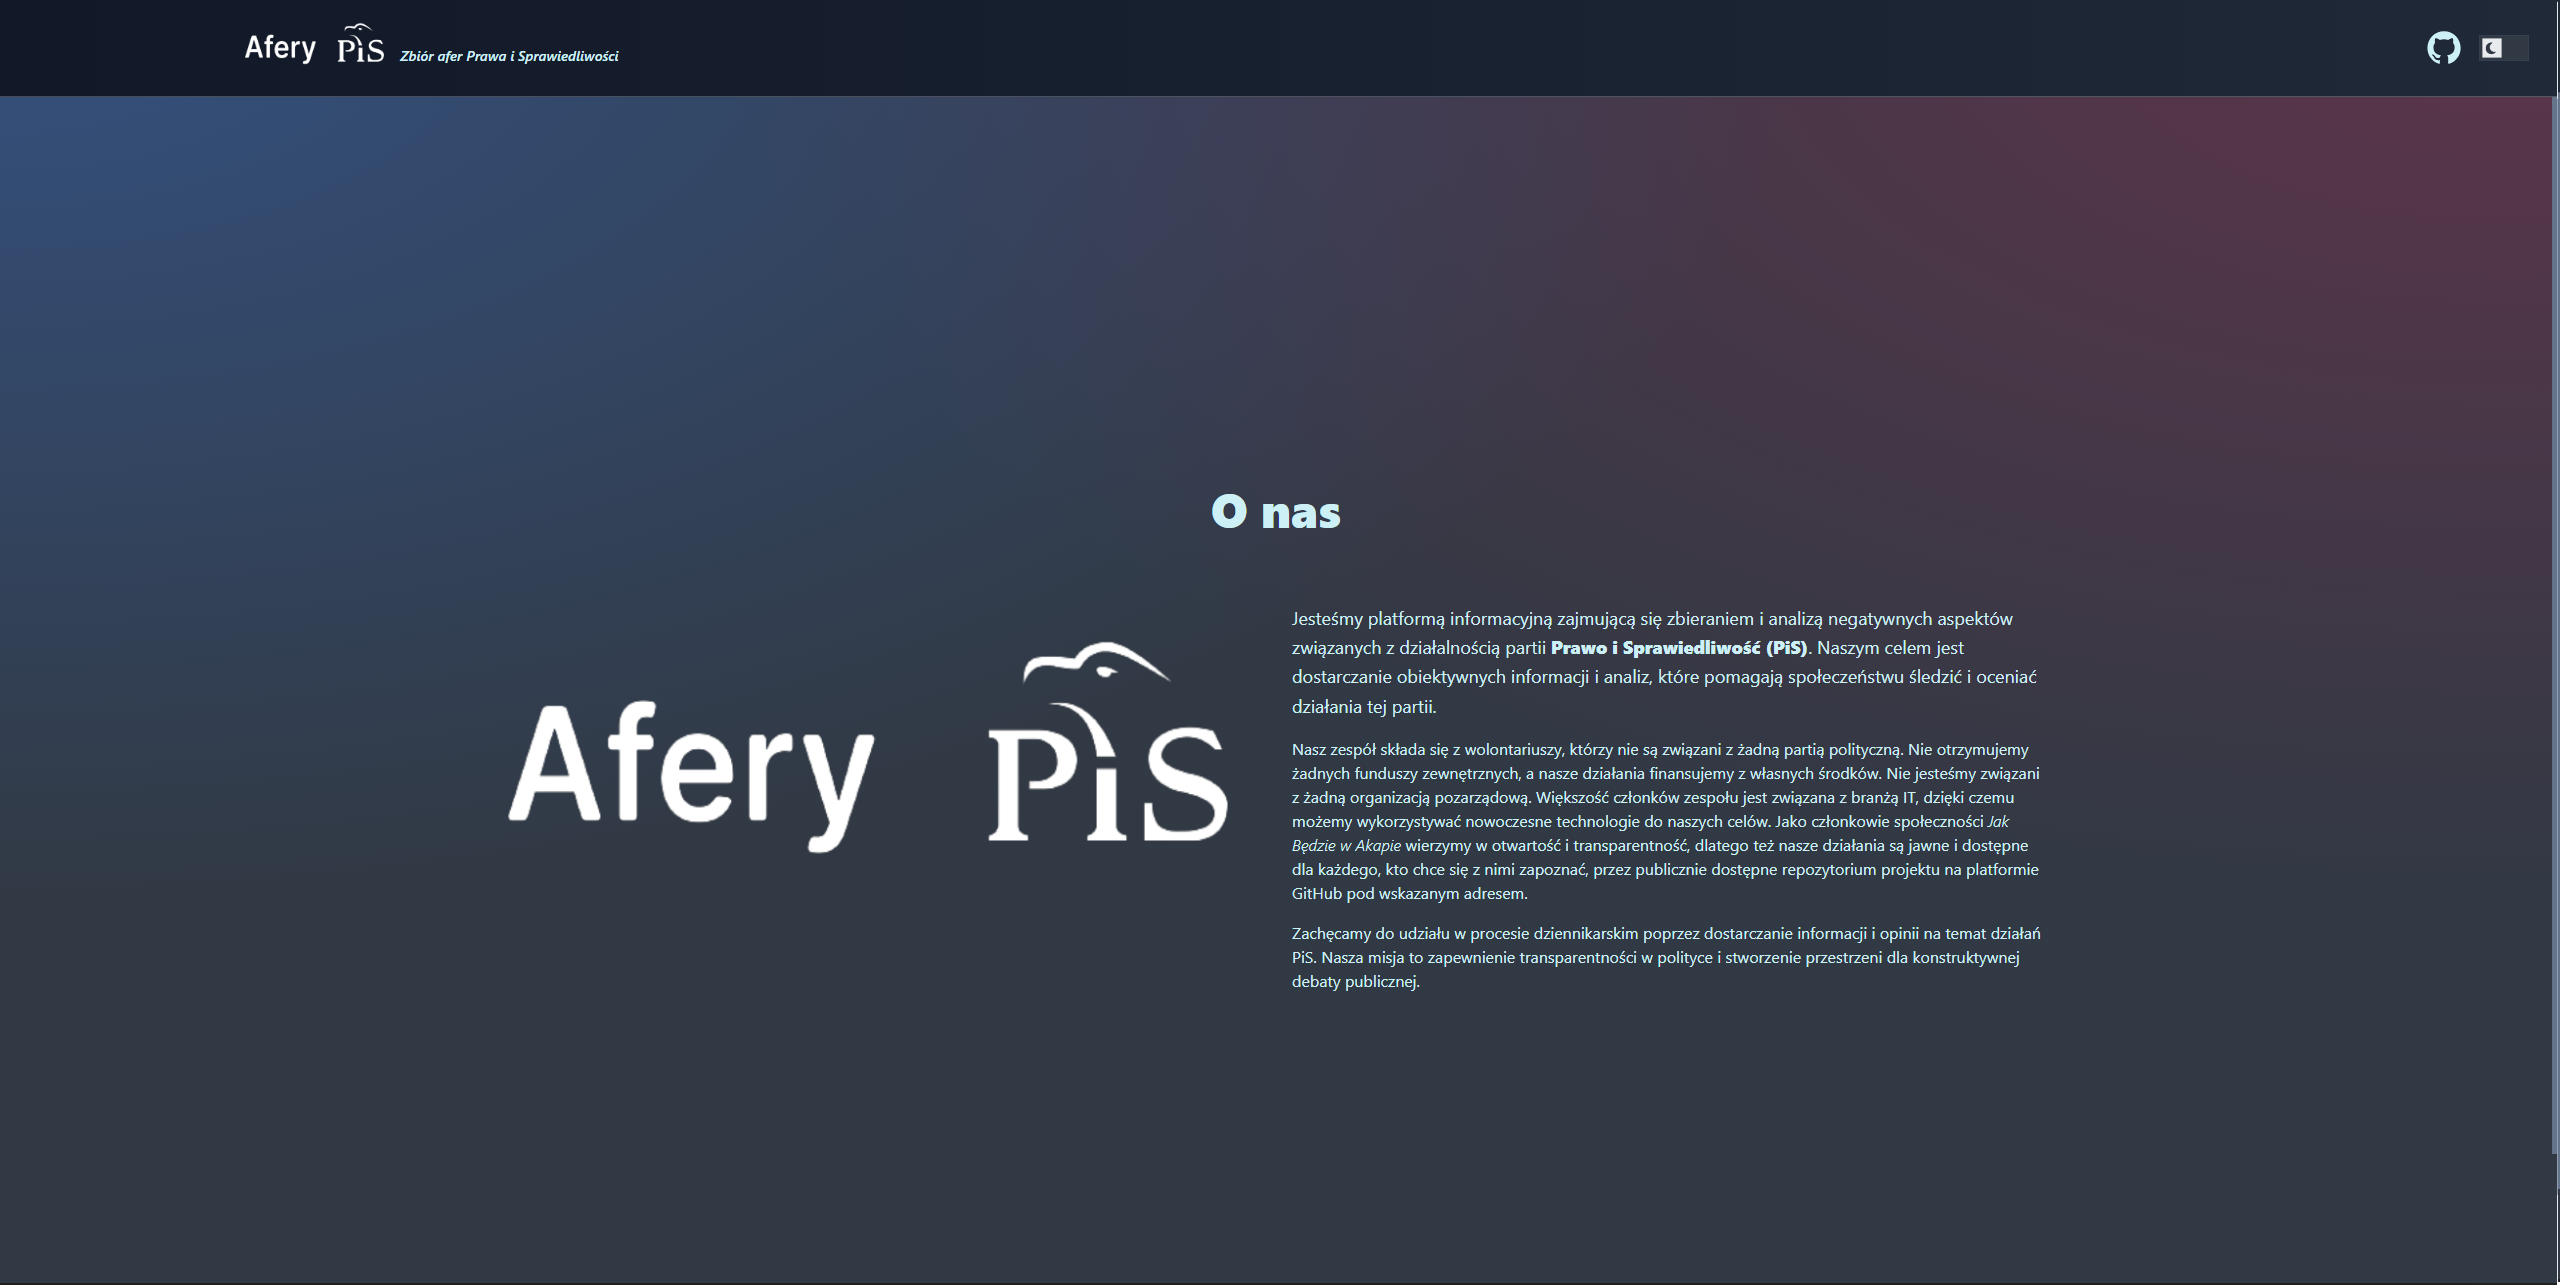 Afery PiS Zbiór afer Prawa i Sprawiedliwości
O nas
Afery PiS
Jesteśmy platformą informacyjną zajmującą się zbieraniem i analizą negatywnych aspektów
związanych z działalnością partii Prawo i Sprawiedliwość (PiS). Naszym celem jest
dostarczanie obiektywnych informacji i analiz, które pomagają społeczeństwu śledzić i oceniać
działania tej partii.
Nasz zespół składa się z wolontariuszy, którzy nie są związani z żadną partią polityczną. Nie otrzymujemy
żadnych funduszy zewnętrznych, a nasze działania finansujemy z własnych środków. Nie jesteśmy związani
z żadną organizacją pozarządową. Większość członków zespołu jest związana z branżą IT, dzięki czemu
możemy wykorzystywać nowoczesne technologie do naszych celów. Jako członkowie społeczności Jak
Będzie w Akapie wierzymy w otwartość i transparentność, dlatego też nasze działania są jawne i dostępne
dla każdego, kto chce się z nimi zapoznać, przez publicznie dostępne repozytorium projektu na platformie
GitHub pod wskazanym adresem.
Zachęcamy do udziału w procesie dziennikarskim poprzez dostarczanie informacji i opinii na temat działań
PiS. Nasza misja to zapewnienie transparentności w polityce i stworzenie przestrzeni dla konstruktywnej
debaty publicznej.